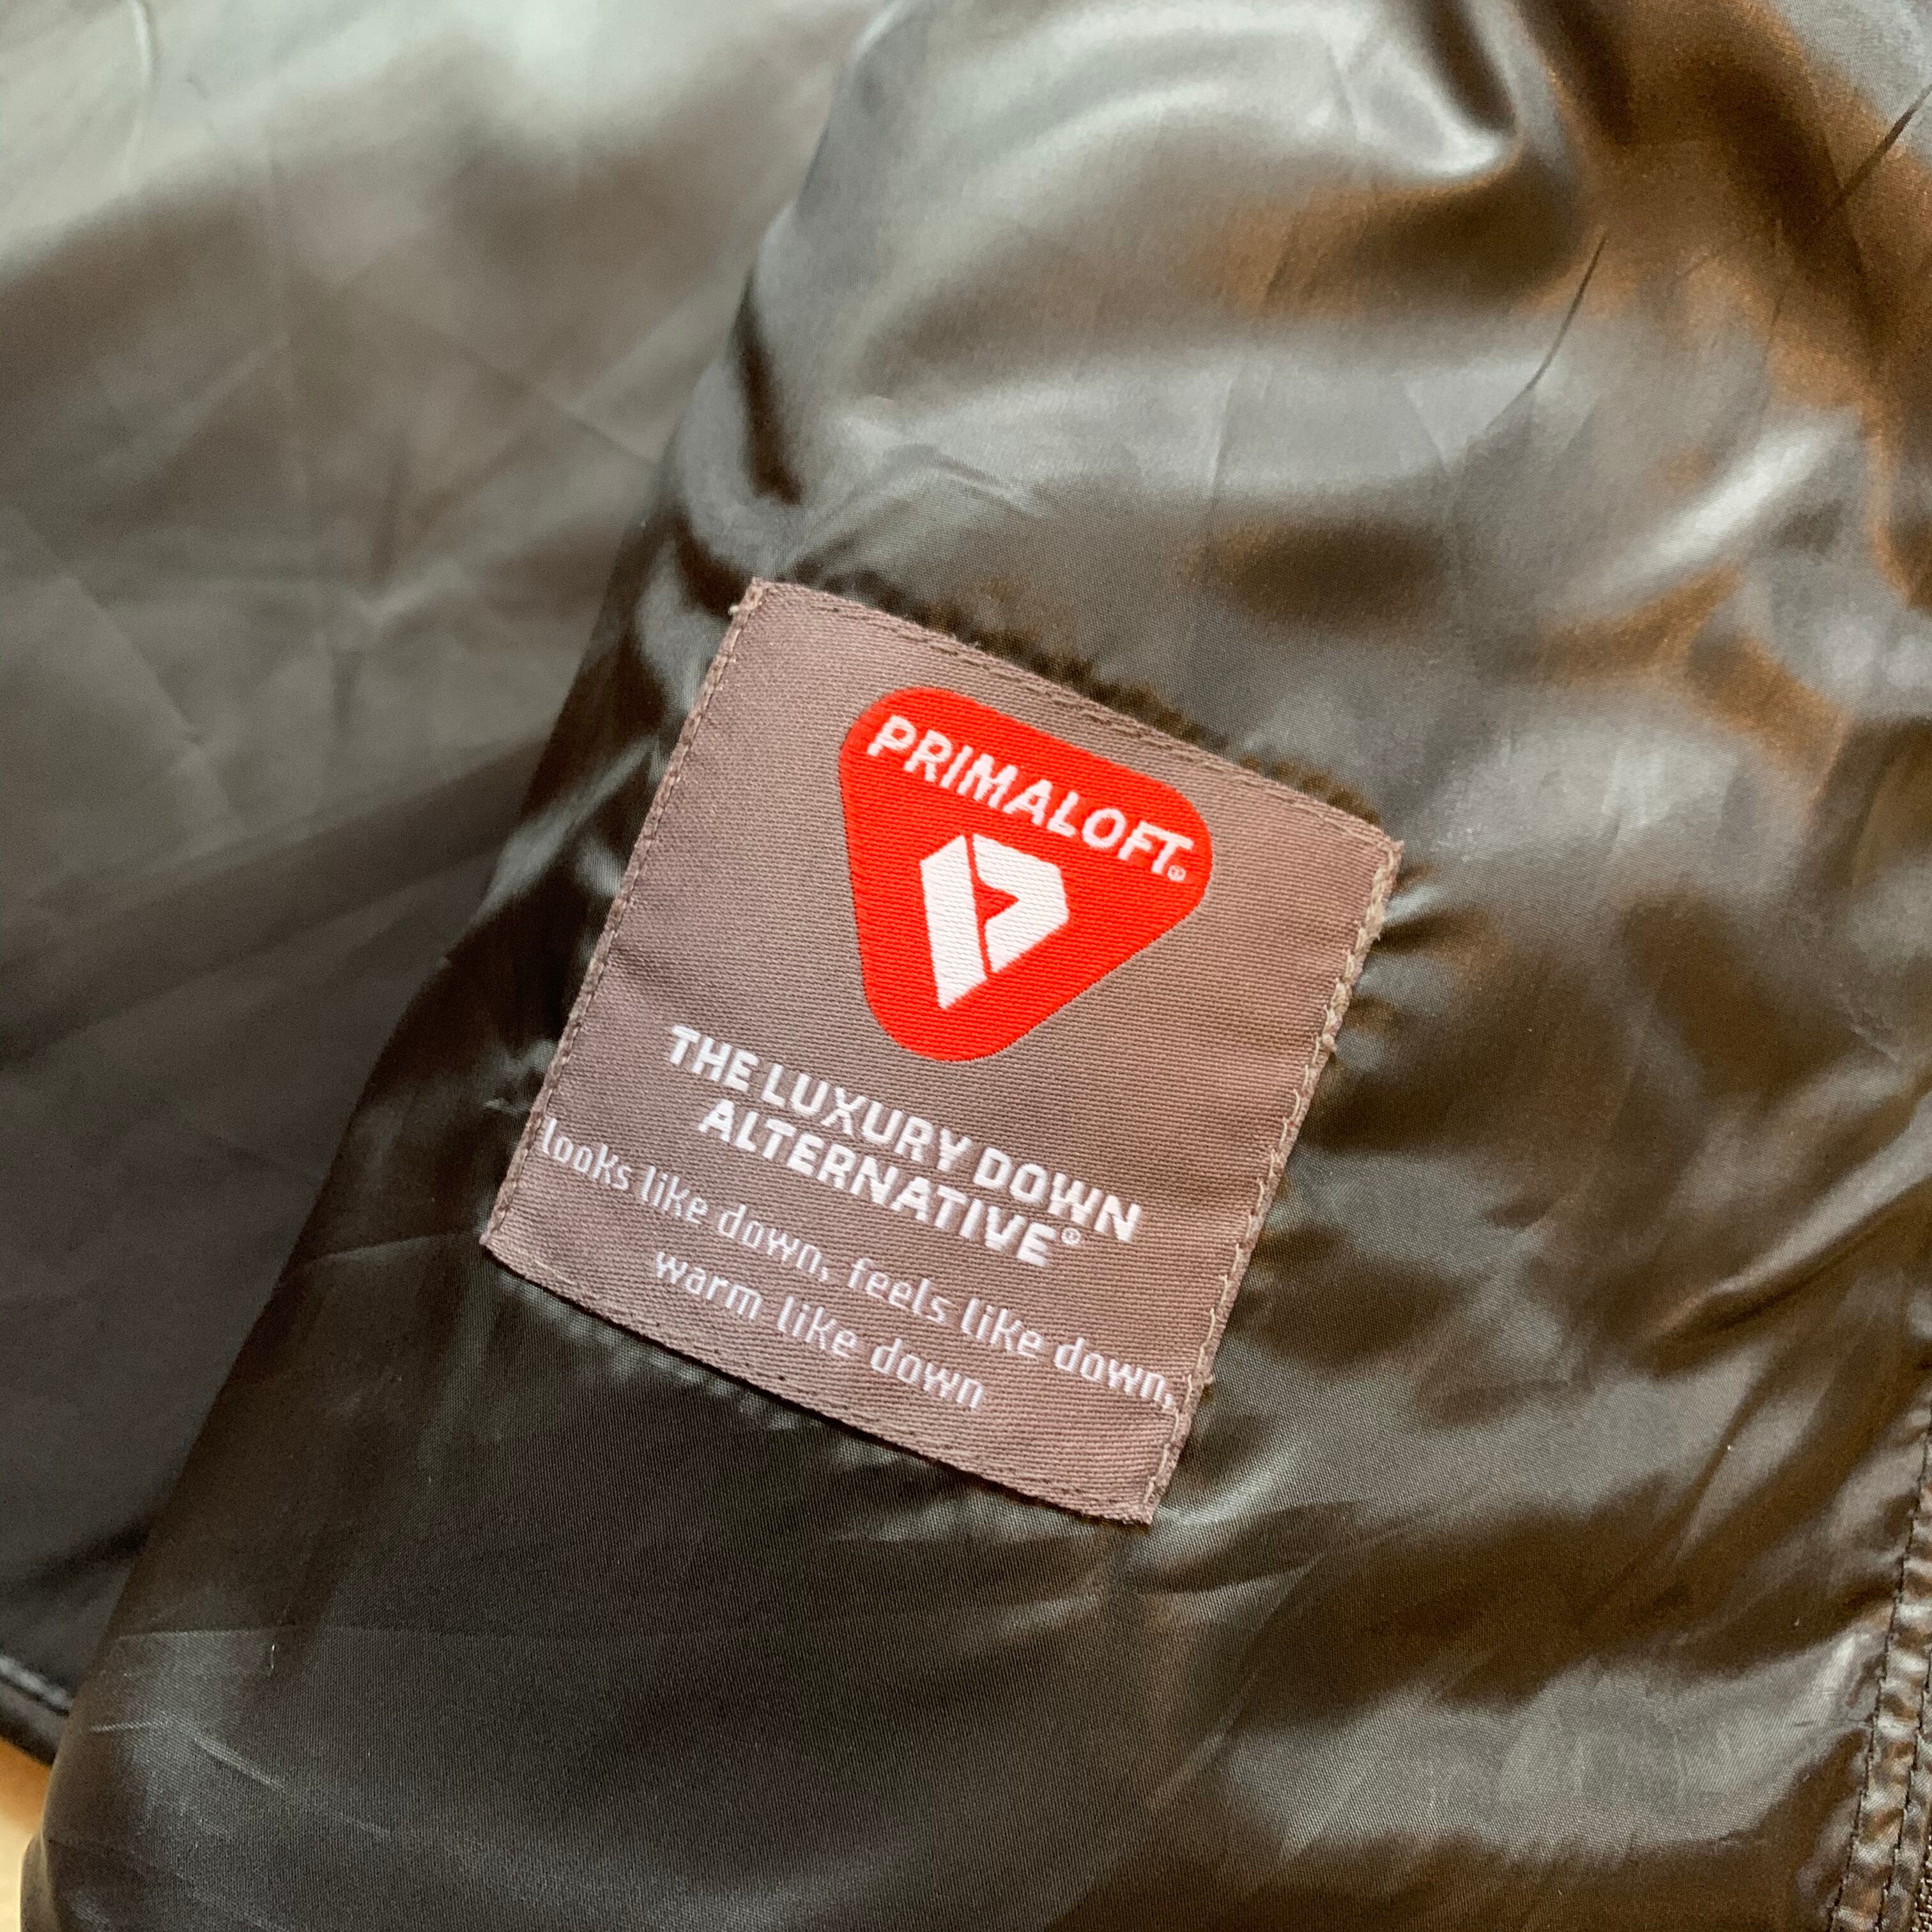 PRIMALOFT®
THE LUXURY DOWN
ALTERNATIVE®
looks like down, feels like down,
warm like down